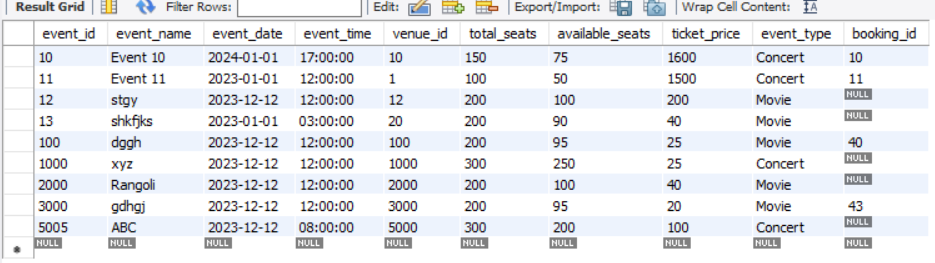 Result Grid Filter Rows: Edit: Export/Import: Wrap Cell Content: IA
event_id event_name event_date event_time venue_id total_seats available_seats ticket_price event_type booking_id
10 Event 10 2024-01-01 17:00:00 10 150 75 1600 Concert 10
11 Event 11 2023-01-01 12:00:00 1 100 50 1500 Concert 11
12 stgy 2023-12-12 12:00:00 12 200 100 200 Movie NULL
13 shkfjks 2023-01-01 03:00:00 20 200 90 40 Movie NULL
100 dggh 2023-12-12 12:00:00 100 200 95 25 Movie 40
1000 xyz 2023-12-12 12:00:00 1000 300 250 25 Concert NULL
2000 Rangoli 2023-12-12 12:00:00 2000 200 100 40 Movie NULL
3000 gdhgj 2023-12-12 12:00:00 3000 200 95 20 Movie 43
5005 ABC 2023-12-12 08:00:00 5000 300 200 100 Concert NULL
NULL NULL NULL NULL NULL NULL NULL NULL NULL NULL